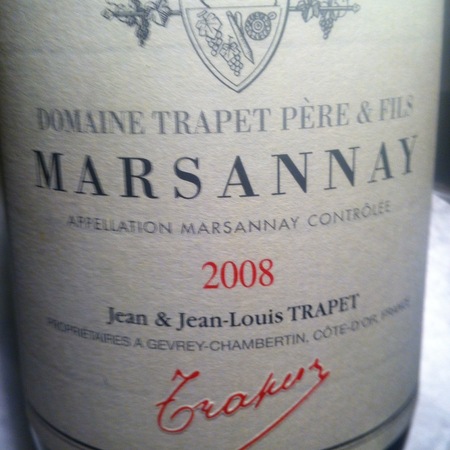 DOMAINE TRAPET PÈRE & FILS
MARSANNAY
APPELLATION MARSANNAY CONTRÔLÉE
2008
Jean & Jean-Louis TRAPET
PROPRIÉTAIRES A GEVREY-CHAMBERTIN, CÔTE-D'OR, FRANCE
Trapet